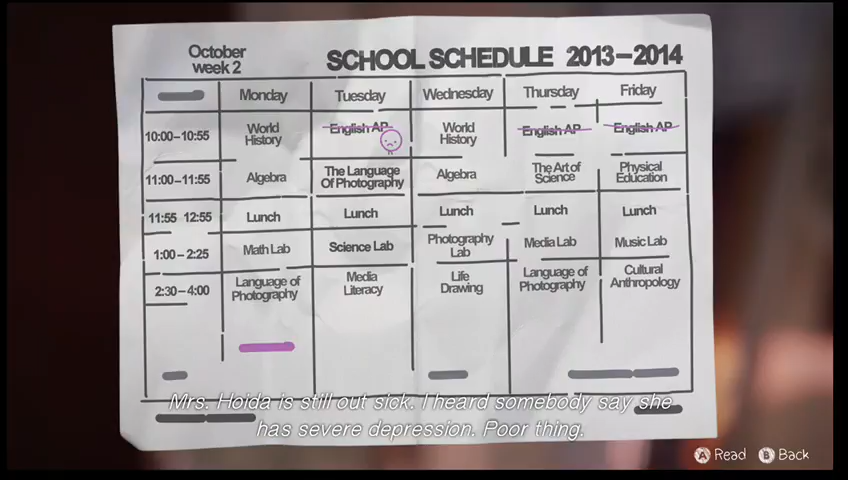 October
week 2
SCHOOL SCHEDULE 2013-2014
Monday Tuesday Wednesday Thursday Friday
10:00-10:55 World History English AP World History English AP English AP
11:00-11:55 Algebra The Language Of Photography Algebra The Art of Science Physical Education
11:55 12:55 Lunch Lunch Lunch Lunch Lunch
1:00-2:25 Math Lab Science Lab Photography Lab Media Lab Music Lab
2:30-4:00 Language of Photography Media Literacy Life Drawing Language of Photography Cultural Anthropology
Mrs. Hoida is still out sick. I heard somebody say she
has severe depression. Poor thing.
A Read B Back